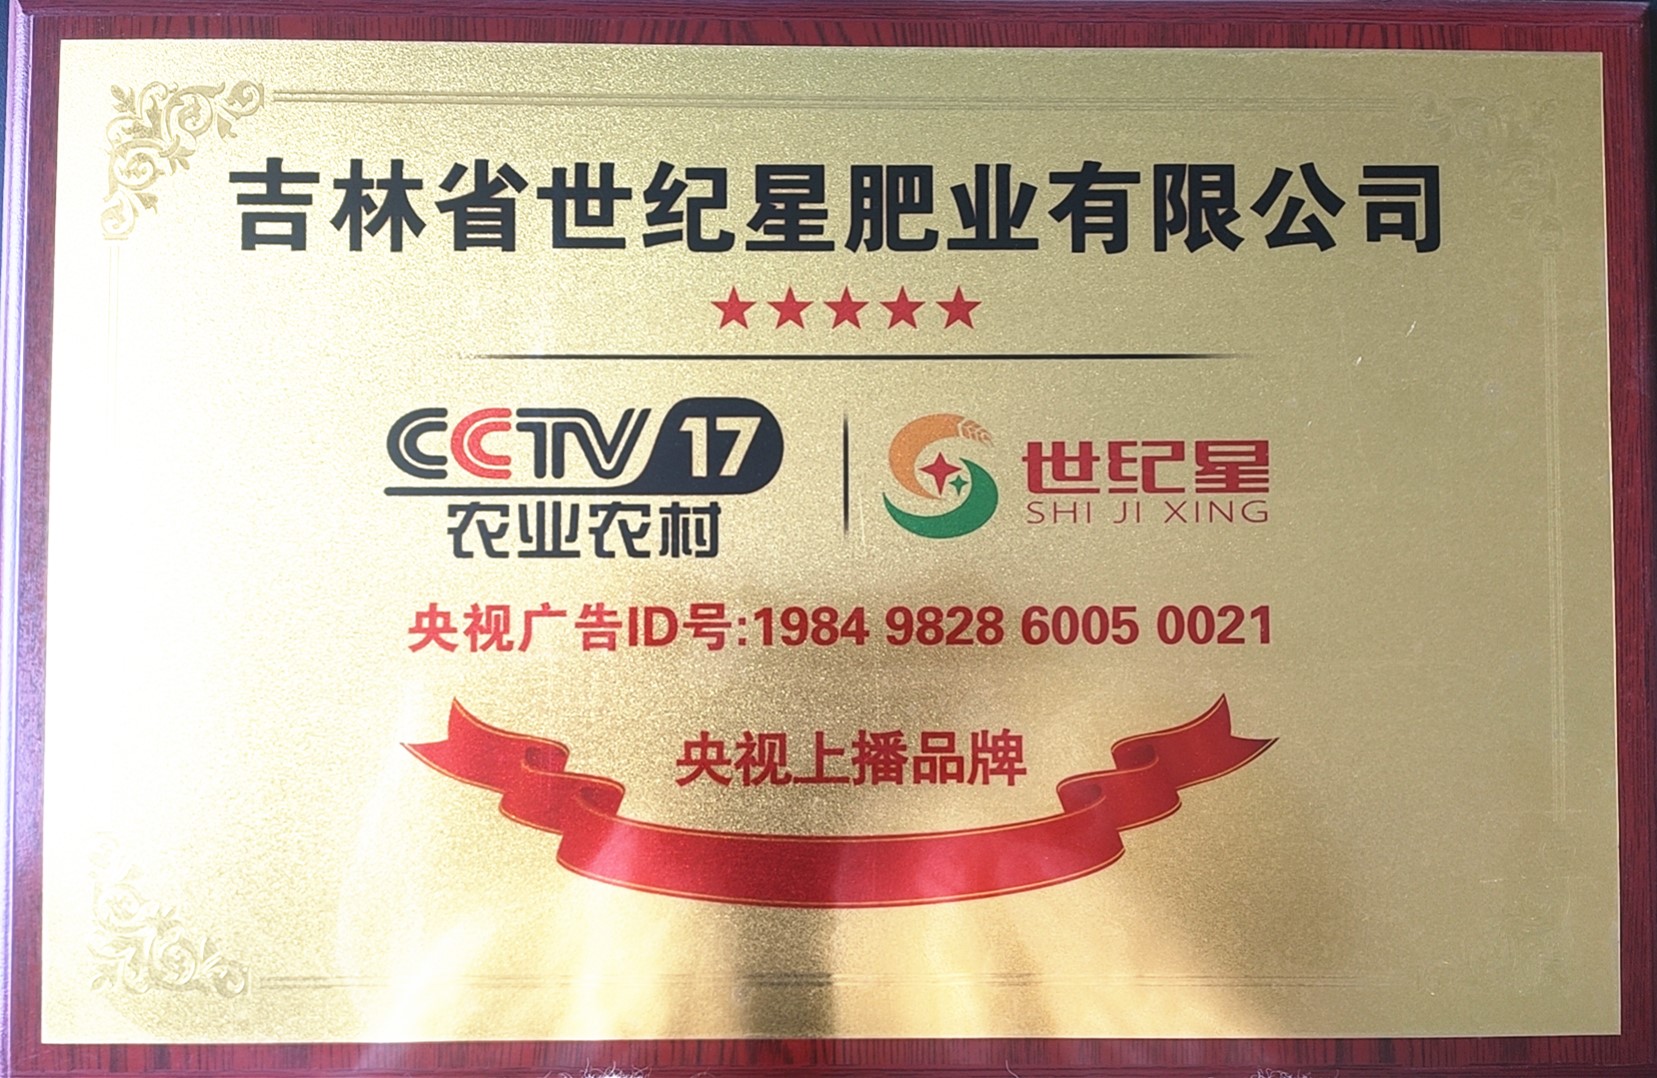 吉林省世纪星肥业有限公司
CCTV 17
农业农村
世纪星
SHI JI XING
央视广告ID号:1984 9828 6005 0021
央视上播品牌